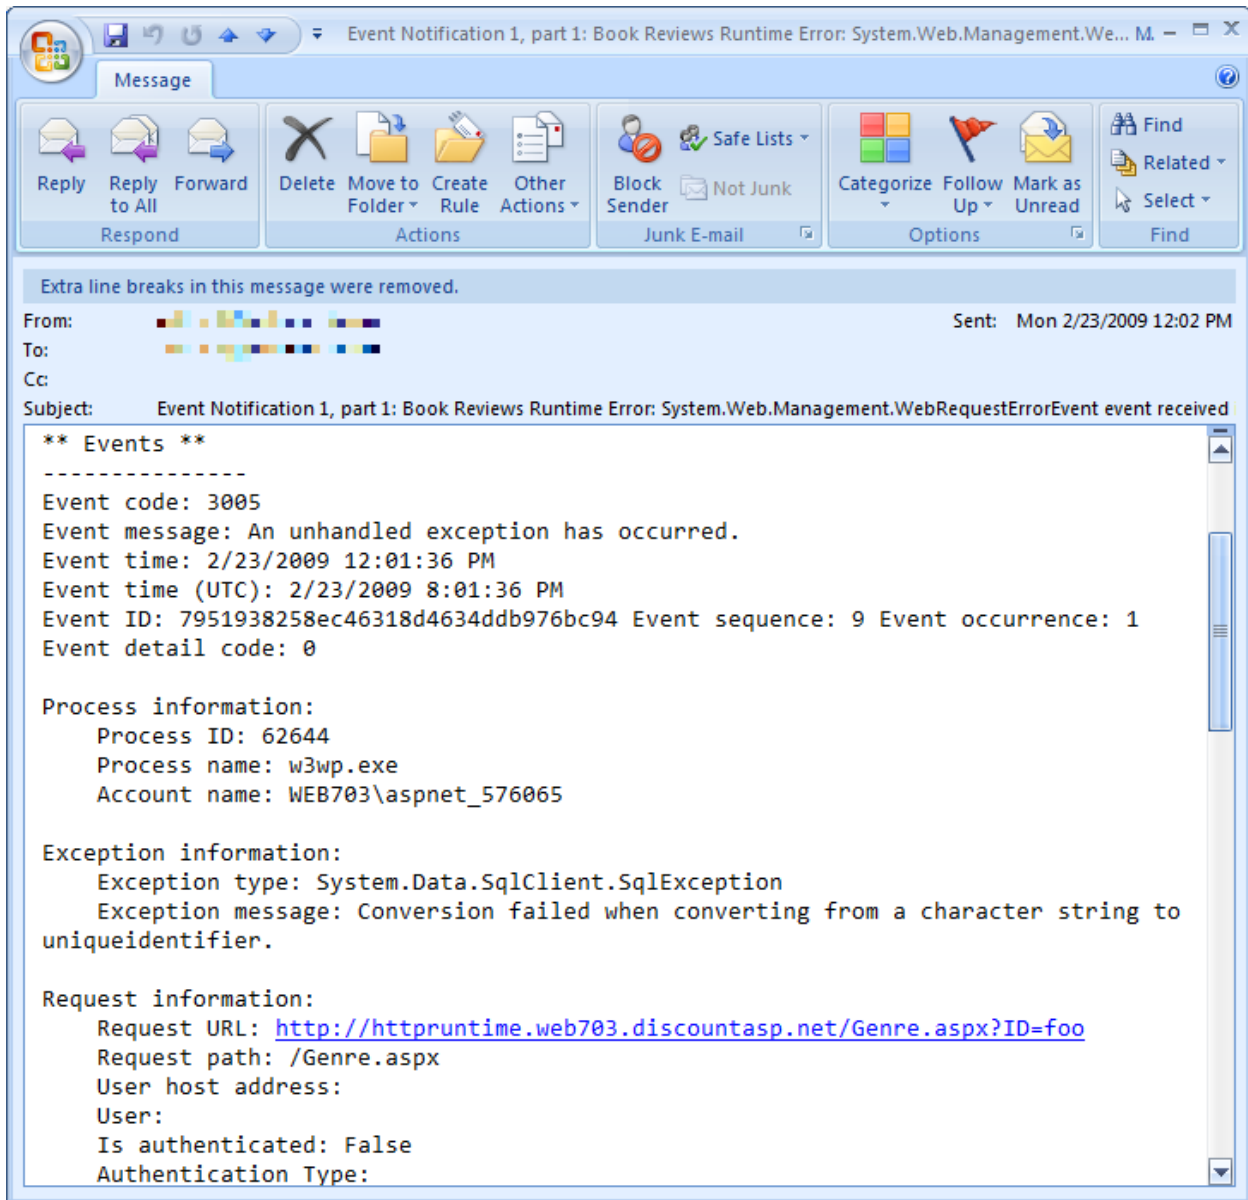 Event Notification 1, part 1: Book Reviews Runtime Error: System.Web.Management.We... M.
Message
Reply
Reply to All
Forward
Respond
Delete
Move to Folder
Create Rule
Other Actions
Actions
Block Sender
Safe Lists
Not Junk
Junk E-mail
Categorize
Follow Up
Mark as Unread
Options
Find
Related
Select
Find
Extra line breaks in this message were removed.
From:
Sent: Mon 2/23/2009 12:02 PM
To:
Cc:
Subject: Event Notification 1, part 1: Book Reviews Runtime Error: System.Web.Management.WebRequestErrorEvent event received
** Events **
---------------
Event code: 3005
Event message: An unhandled exception has occurred.
Event time: 2/23/2009 12:01:36 PM
Event time (UTC): 2/23/2009 8:01:36 PM
Event ID: 7951938258ec46318d4634ddb976bc94 Event sequence: 9 Event occurrence: 1
Event detail code: 0
Process information:
Process ID: 62644
Process name: w3wp.exe
Account name: WEB703\aspnet_576065
Exception information:
Exception type: System.Data.SqlClient.SqlException
Exception message: Conversion failed when converting from a character string to
uniqueidentifier.
Request information:
Request URL: http://httpruntime.web703.discountasp.net/Genre.aspx?ID=foo
Request path: /Genre.aspx
User host address:
User:
Is authenticated: False
Authentication Type: